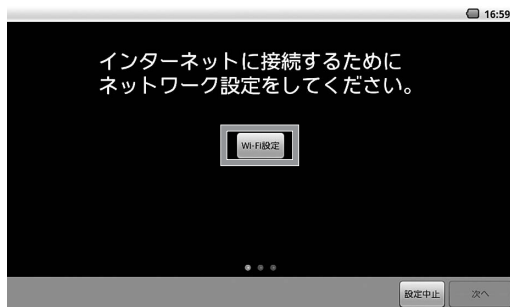 16:59
インターネットに接続するために
ネットワーク設定をしてください。
Wi-Fi設定
設定中止
次へ